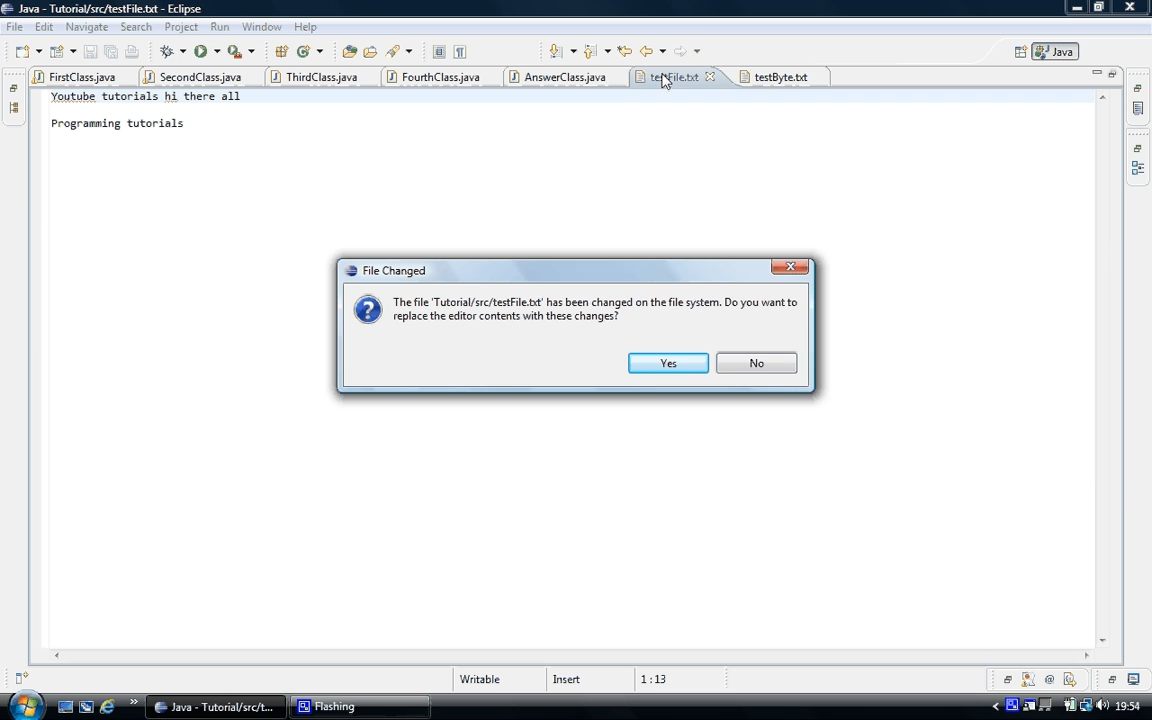 Java - Tutorial/src/testFile.txt - Eclipse
File Edit Navigate Search Project Run Window Help
Java
FirstClass.java SecondClass.java ThirdClass.java FourthClass.java AnswerClass.java testFile.txt testByte.txt
Youtube tutorials hi there all
Programming tutorials
File Changed
The file 'Tutorial/src/testFile.txt' has been changed on the file system. Do you want to
replace the editor contents with these changes?
Yes No
Writable Insert 1 : 13
Java - Tutorial/src/t... Flashing 19:54